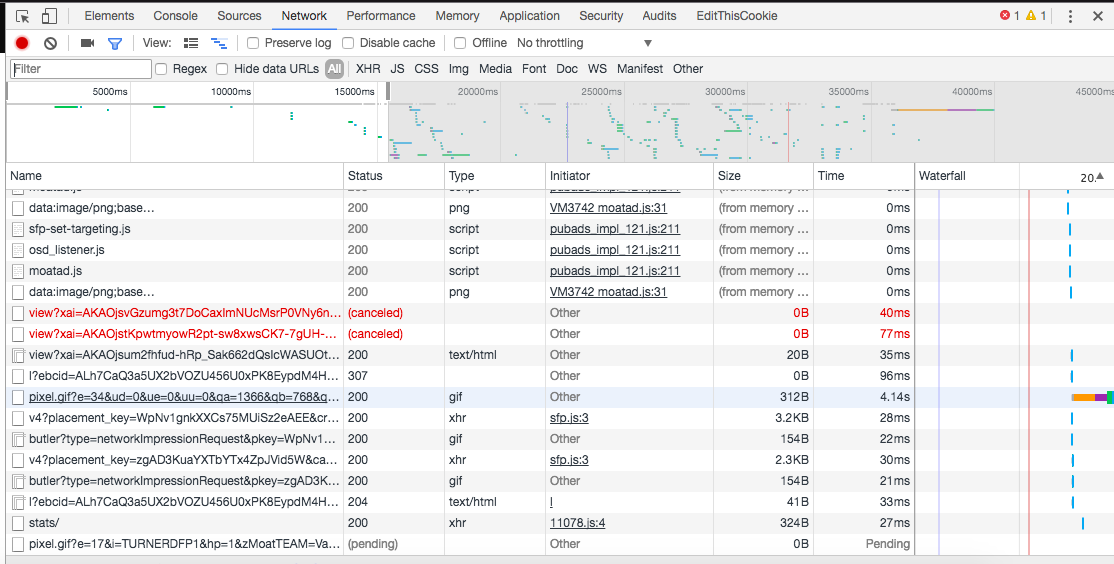 Elements Console Sources Network Performance Memory Application Security Audits EditThisCookie 1 1
View: Preserve log Disable cache Offline No throttling
Filter Regex Hide data URLs All XHR JS CSS Img Media Font Doc WS Manifest Other
5000ms 10000ms 15000ms 20000ms 25000ms 30000ms 35000ms 40000ms 45000ms
Name Status Type Initiator Size Time Waterfall 20.
moatad.js 200 script pubads_impl_121.js:211 (from memory ... 0ms
data:image/png;base... 200 png VM3742 moatad.js:31 (from memory ... 0ms
sfp-set-targeting.js 200 script pubads_impl_121.js:211 (from memory ... 0ms
osd_listener.js 200 script pubads_impl_121.js:211 (from memory ... 0ms
moatad.js 200 script pubads_impl_121.js:211 (from memory ... 0ms
data:image/png;base... 200 png VM3742 moatad.js:31 (from memory ... 0ms
view?xai=AKAOjsvGzumg3t7DoCaxImNUcMsrP0VNy6n... (canceled) Other 0B 40ms
view?xai=AKAOjstKpwtmyowR2pt-sw8xwsCK7-7gUH-... (canceled) Other 0B 77ms
view?xai=AKAOjsum2fhfud-hRp_Sak662dQslcWASUOt... 200 text/html Other 20B 35ms
l?ebcid=ALh7CaQ3a5UX2bVOZU456U0xPK8EypdM4H... 307 Other 0B 96ms
pixel.gif?e=34&ud=0&ue=0&uu=0&qa=1366&qb=768&q... 200 gif Other 312B 4.14s
v4?placement_key=WpNv1gnkXXCs75MUiSz2eAEE&cr... 200 xhr sfp.js:3 3.2KB 28ms
butler?type=networkImpressionRequest&pkey=WpNv1... 200 gif Other 154B 22ms
v4?placement_key=zgAD3KuaYXTbYTx4ZpJVid5W&ca... 200 xhr sfp.js:3 2.3KB 30ms
butler?type=networkImpressionRequest&pkey=zgAD3K... 200 gif Other 154B 21ms
l?ebcid=ALh7CaQ3a5UX2bVOZU456U0xPK8EypdM4H... 204 text/html l 41B 33ms
stats/ 200 xhr 11078.js:4 324B 27ms
pixel.gif?e=17&i=TURNERDFP1&hp=1&zMoatTEAM=Va... (pending) Other 0B Pending